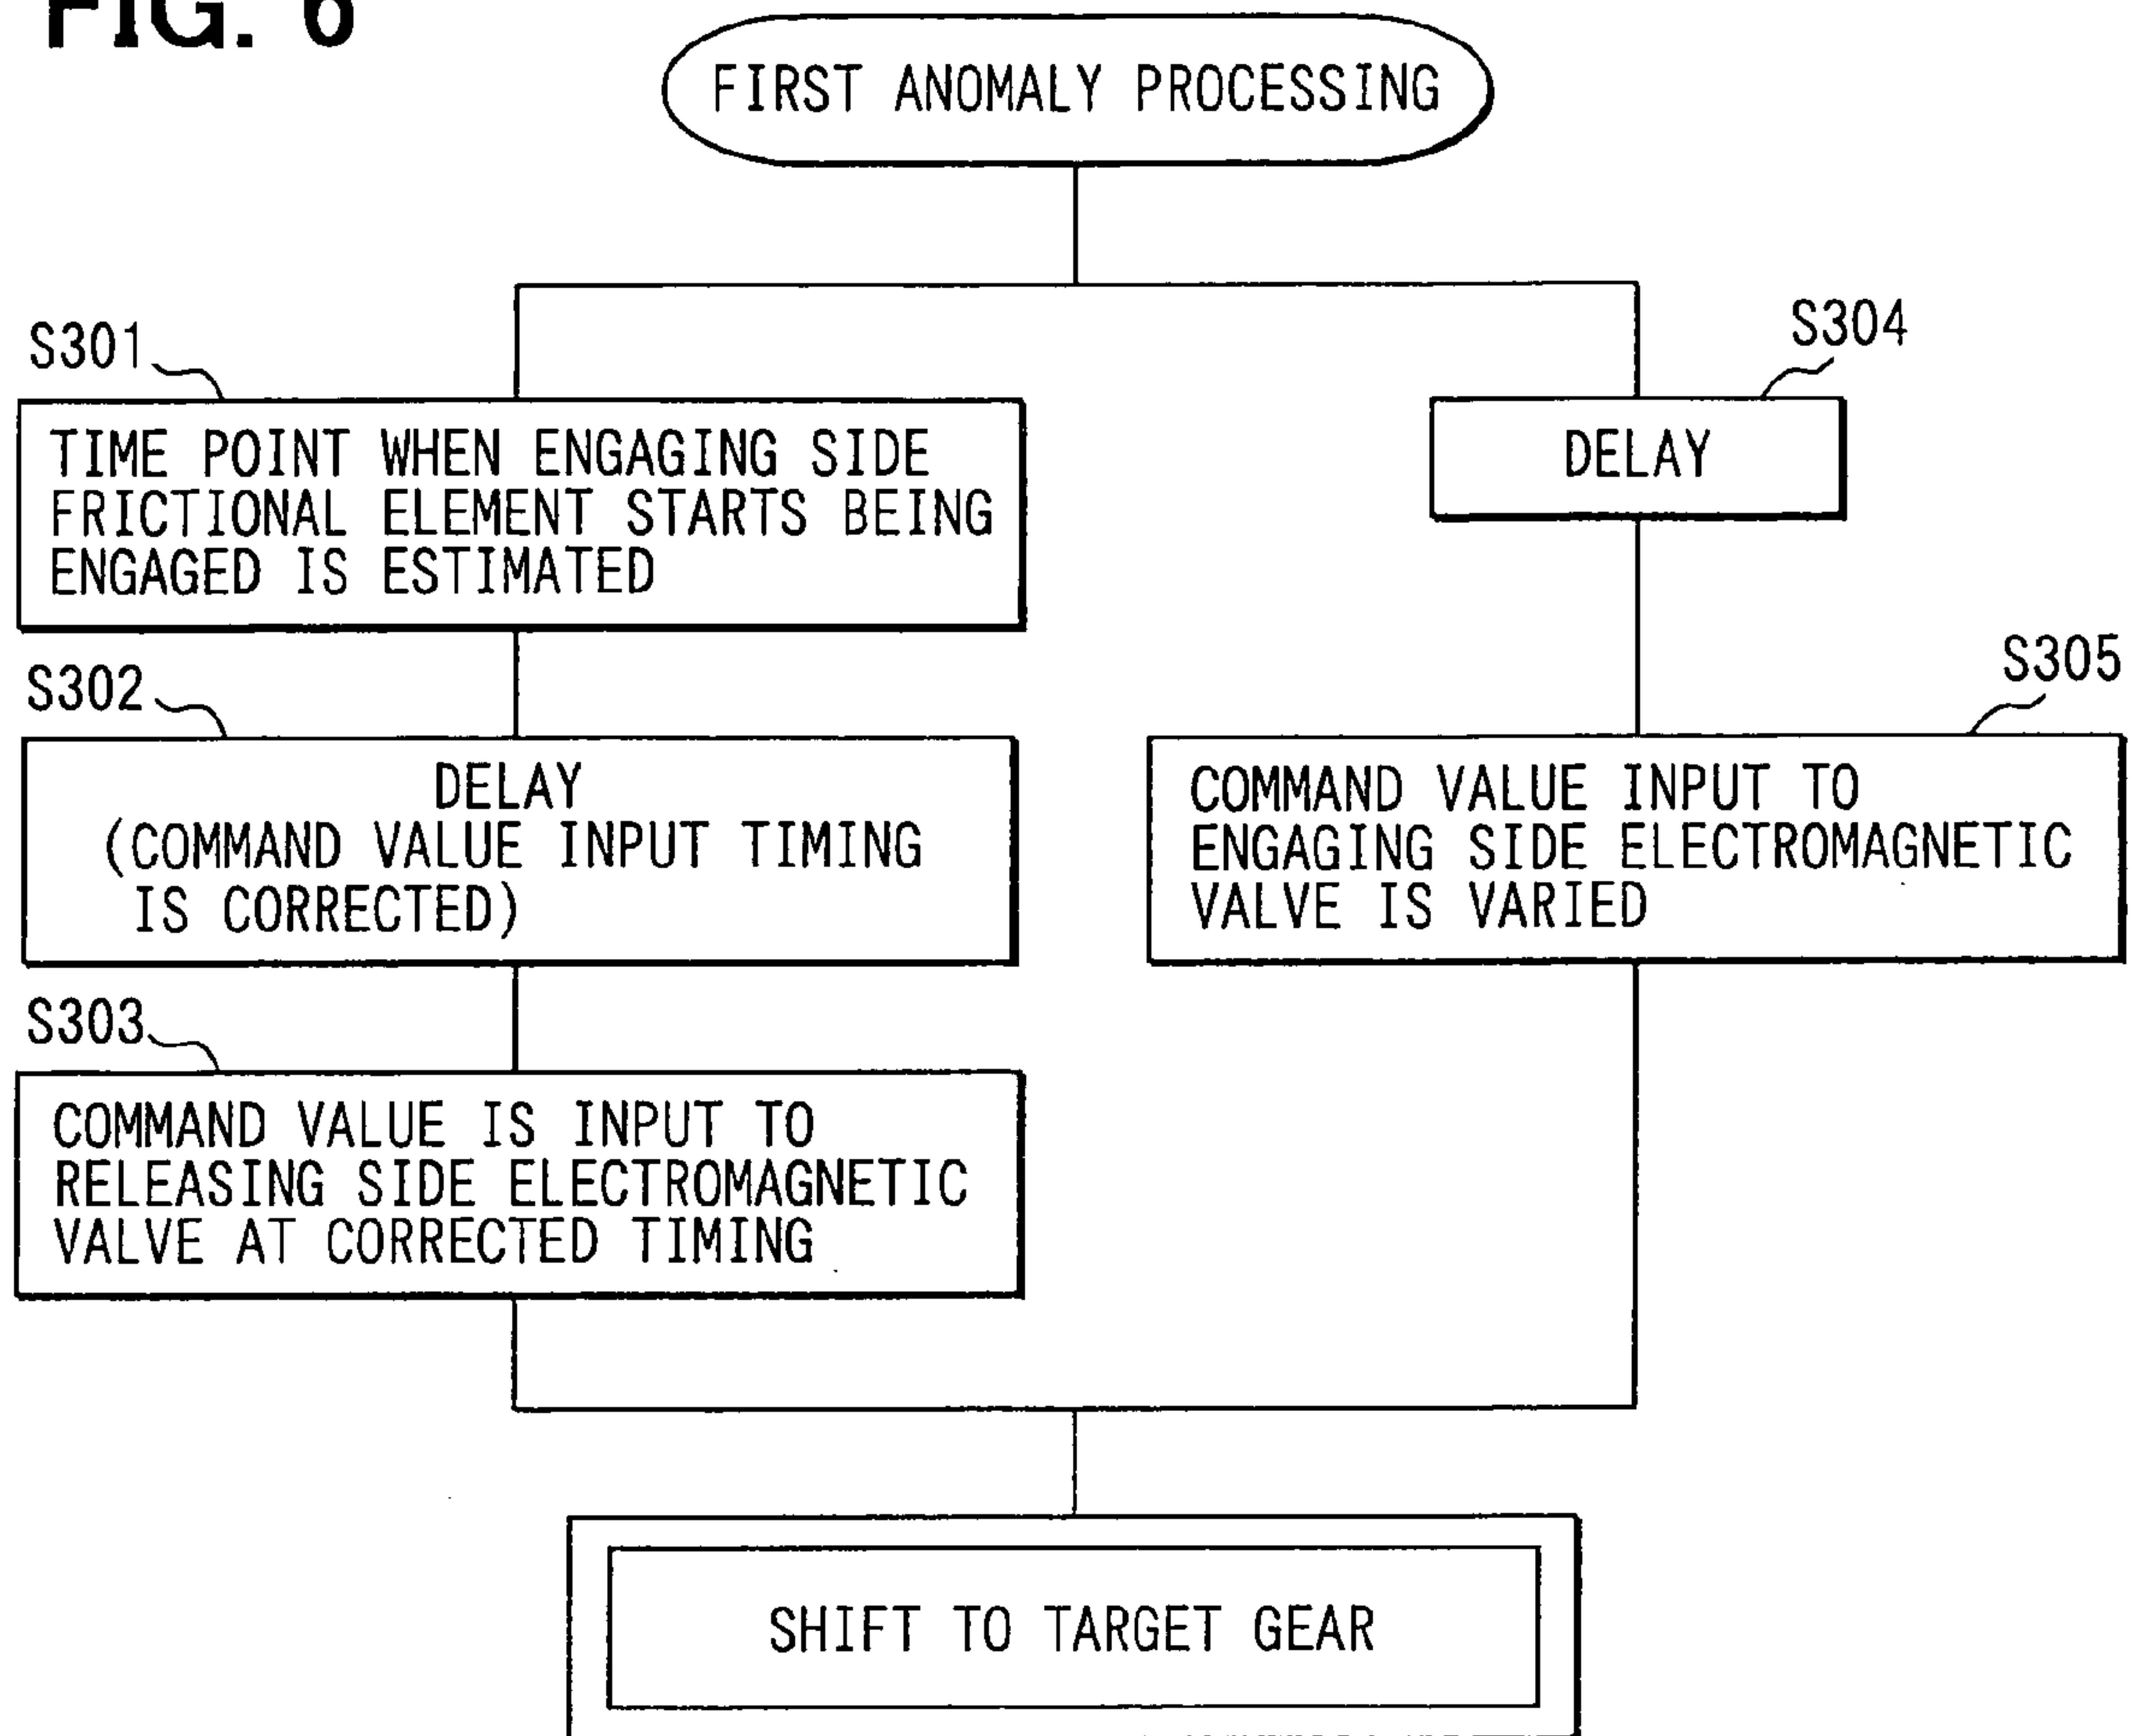 FIG. 6
FIRST ANOMALY PROCESSING
S301
TIME POINT WHEN ENGAGING SIDE
FRICTIONAL ELEMENT STARTS BEING
ENGAGED IS ESTIMATED
S304
DELAY
S302
DELAY
(COMMAND VALUE INPUT TIMING
IS CORRECTED)
S305
COMMAND VALUE INPUT TO
ENGAGING SIDE ELECTROMAGNETIC
VALVE IS VARIED
S303
COMMAND VALUE IS INPUT TO
RELEASING SIDE ELECTROMAGNETIC
VALVE AT CORRECTED TIMING
SHIFT TO TARGET GEAR